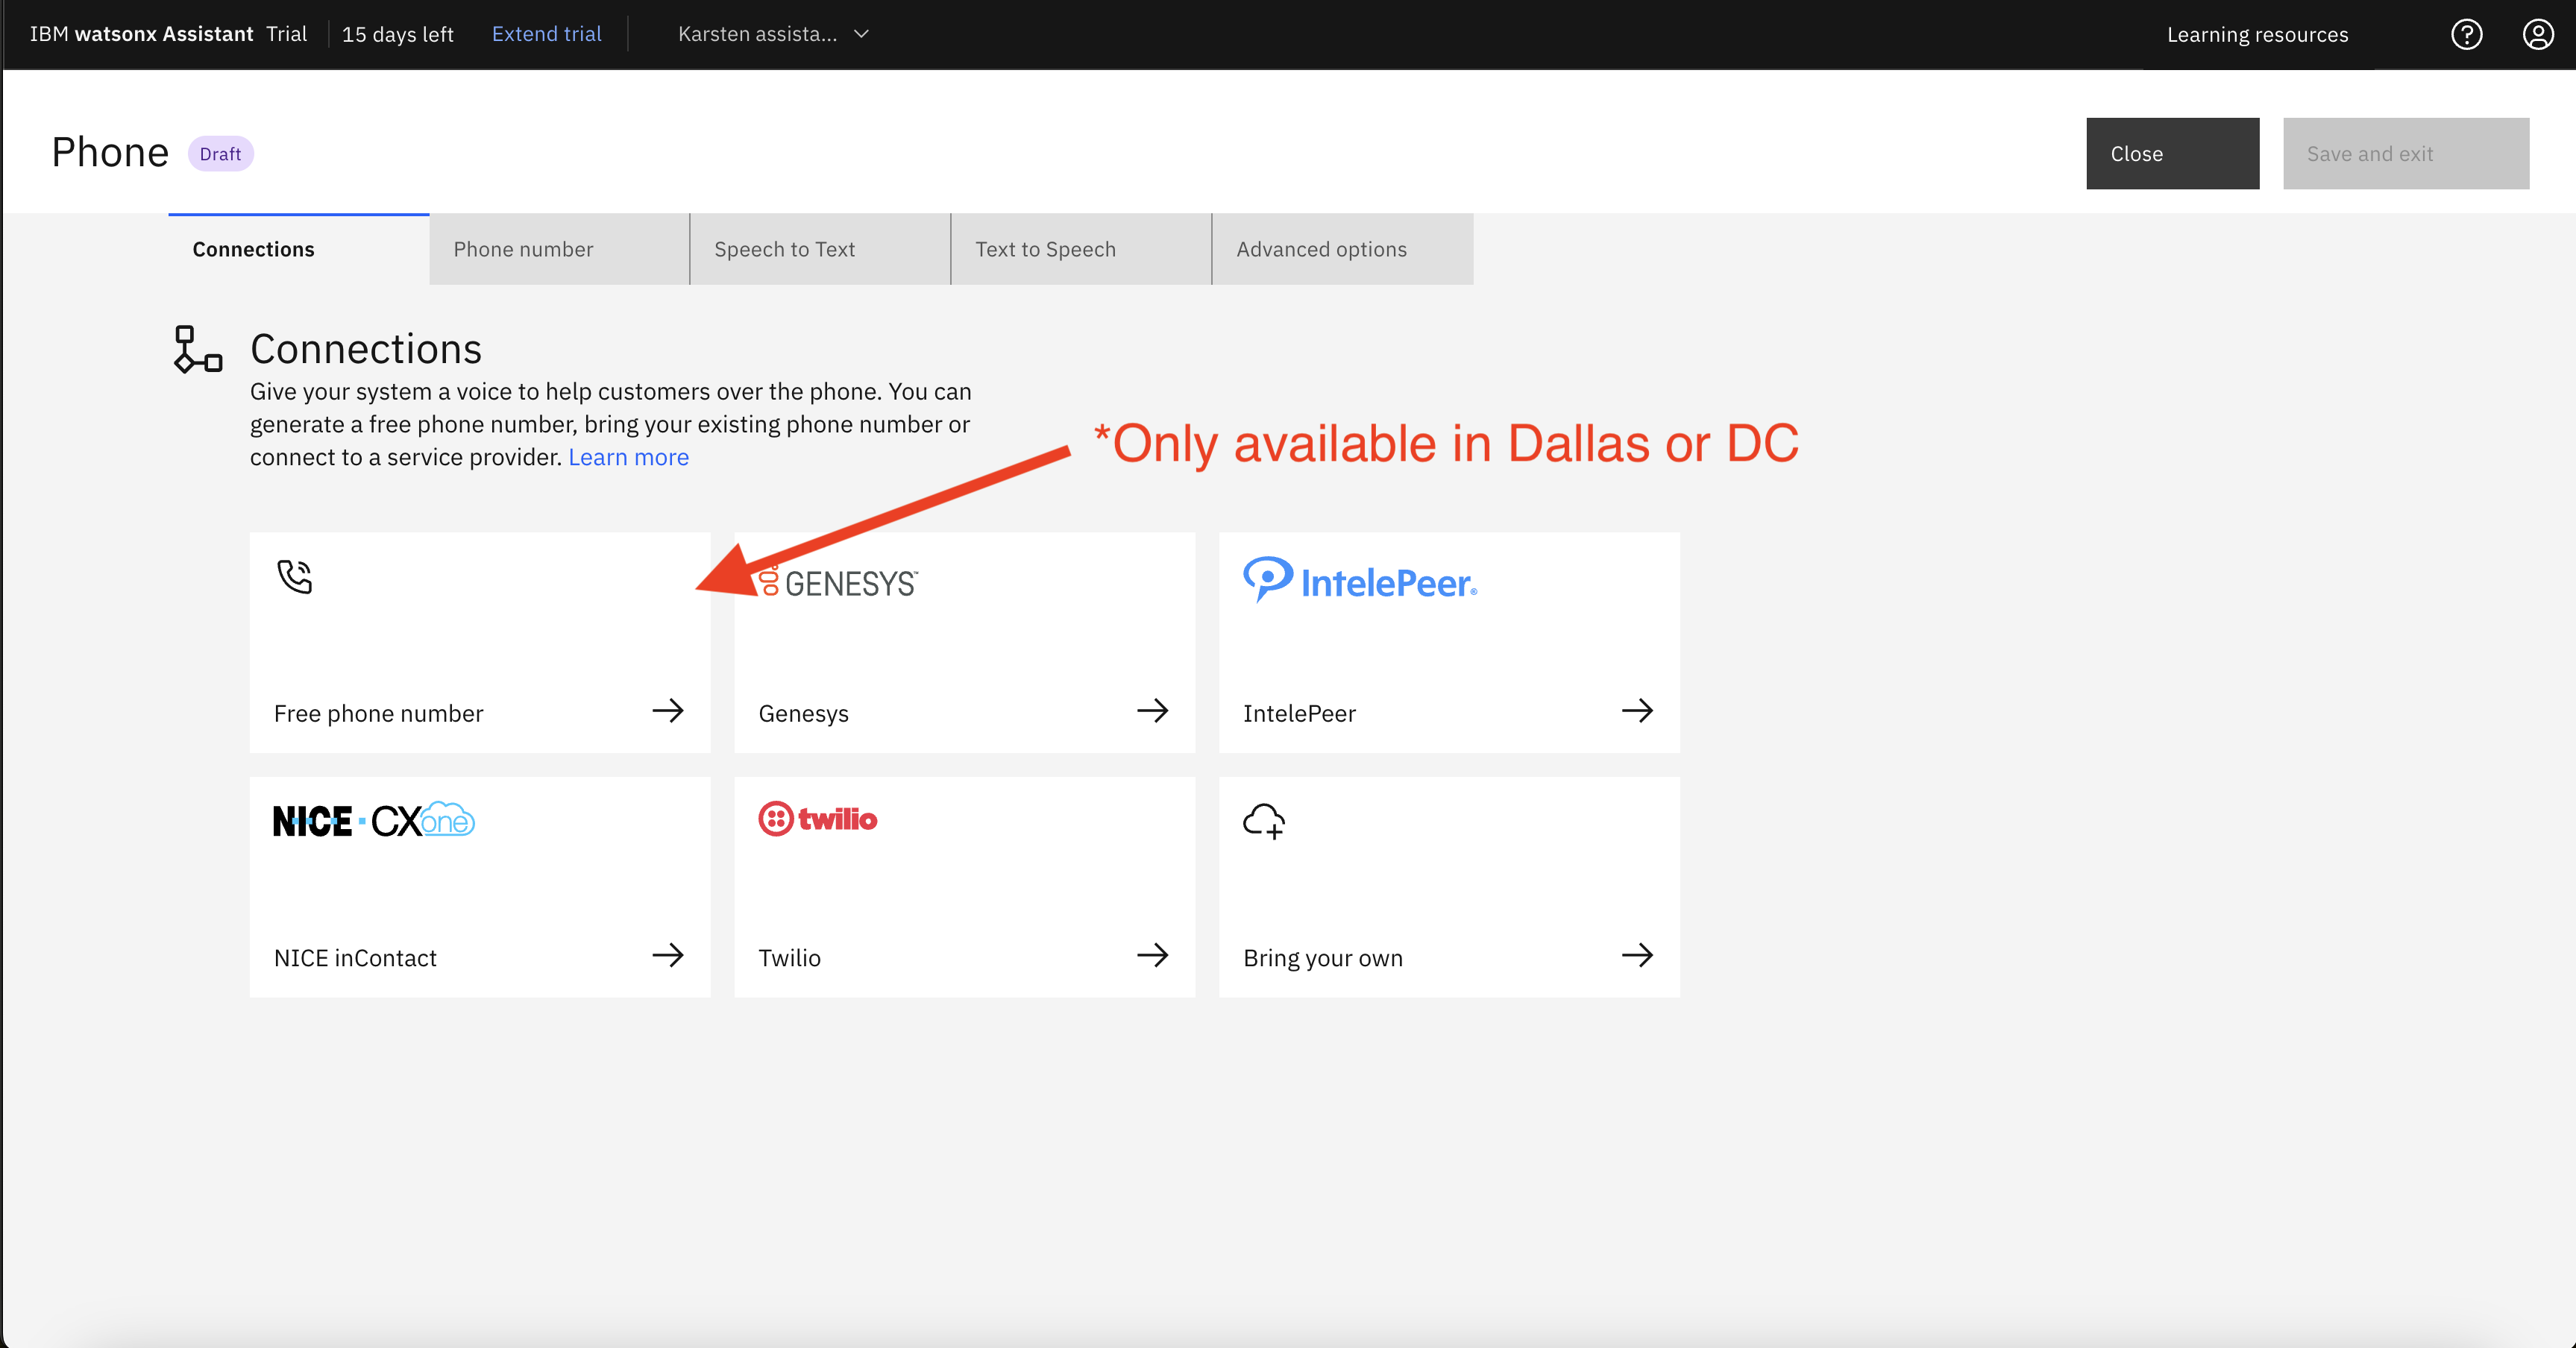 IBM watsonx Assistant Trial
15 days left
Extend trial
Karsten assista...
Learning resources
Phone
Draft
Close
Save and exit
Connections
Phone number
Speech to Text
Text to Speech
Advanced options
Connections
Give your system a voice to help customers over the phone. You can
generate a free phone number, bring your existing phone number or
connect to a service provider. Learn more
*Only available in Dallas or DC
Free phone number
GENESYS™
Genesys
IntelePeer®
IntelePeer
NICE · CXone
NICE inContact
twilio
Twilio
Bring your own